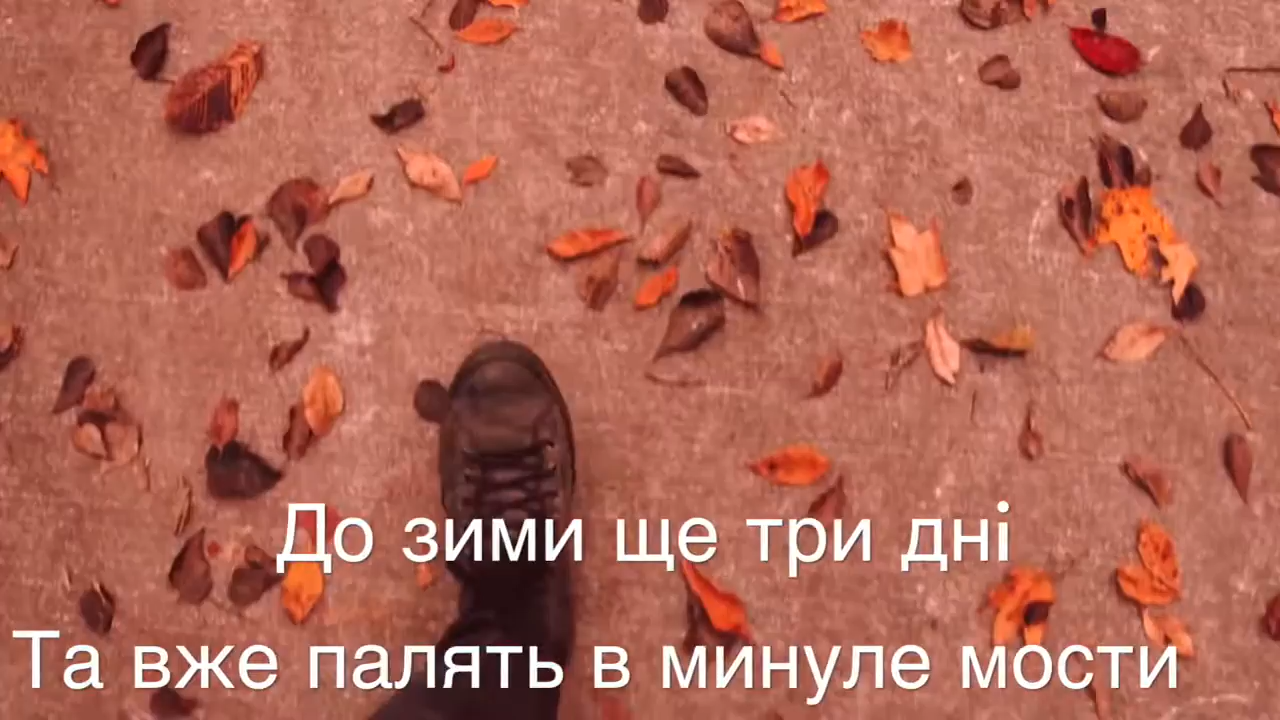 До зими ще три дні
Та вже палять в минуле мости